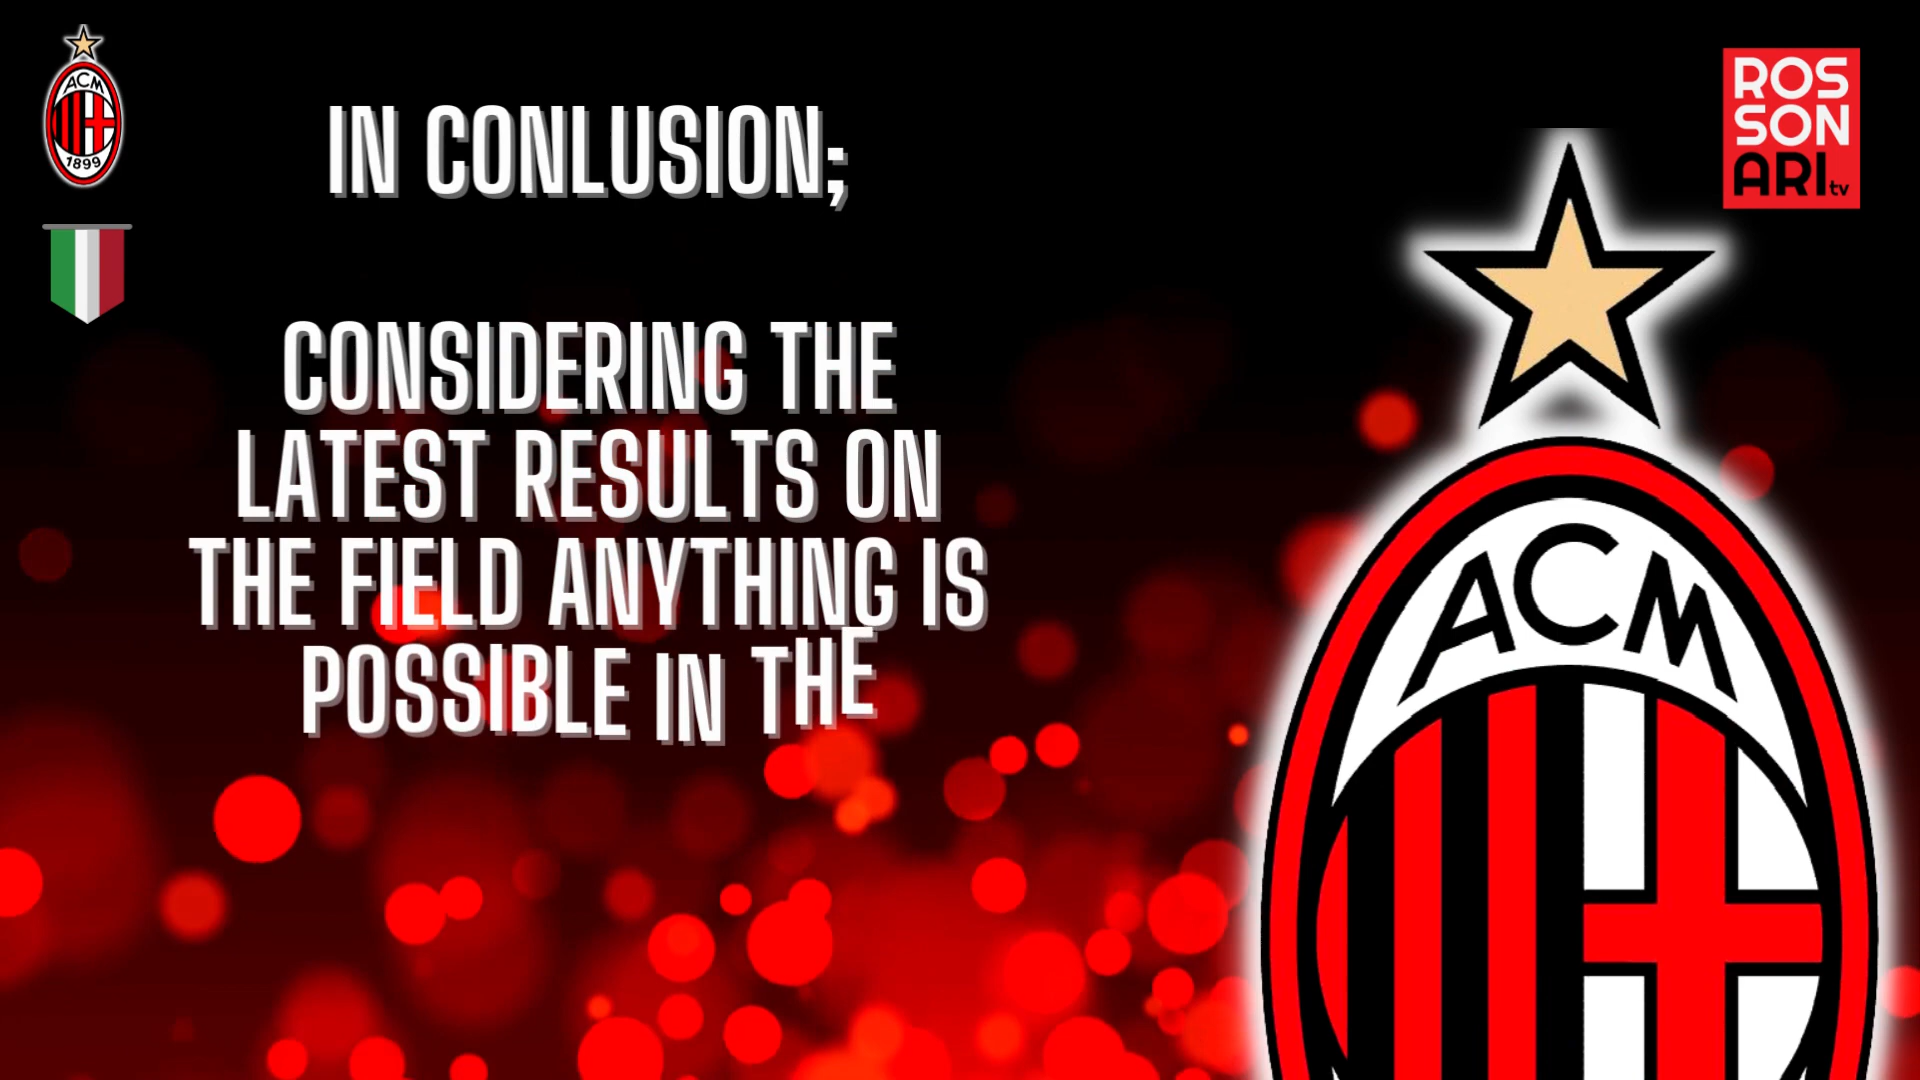 ACM
1899
IN CONLUSION;
CONSIDERING THE
LATEST RESULTS ON
THE FIELD ANYTHING IS
POSSIBLE IN THE
ROS
SON
ARI tv
ACM